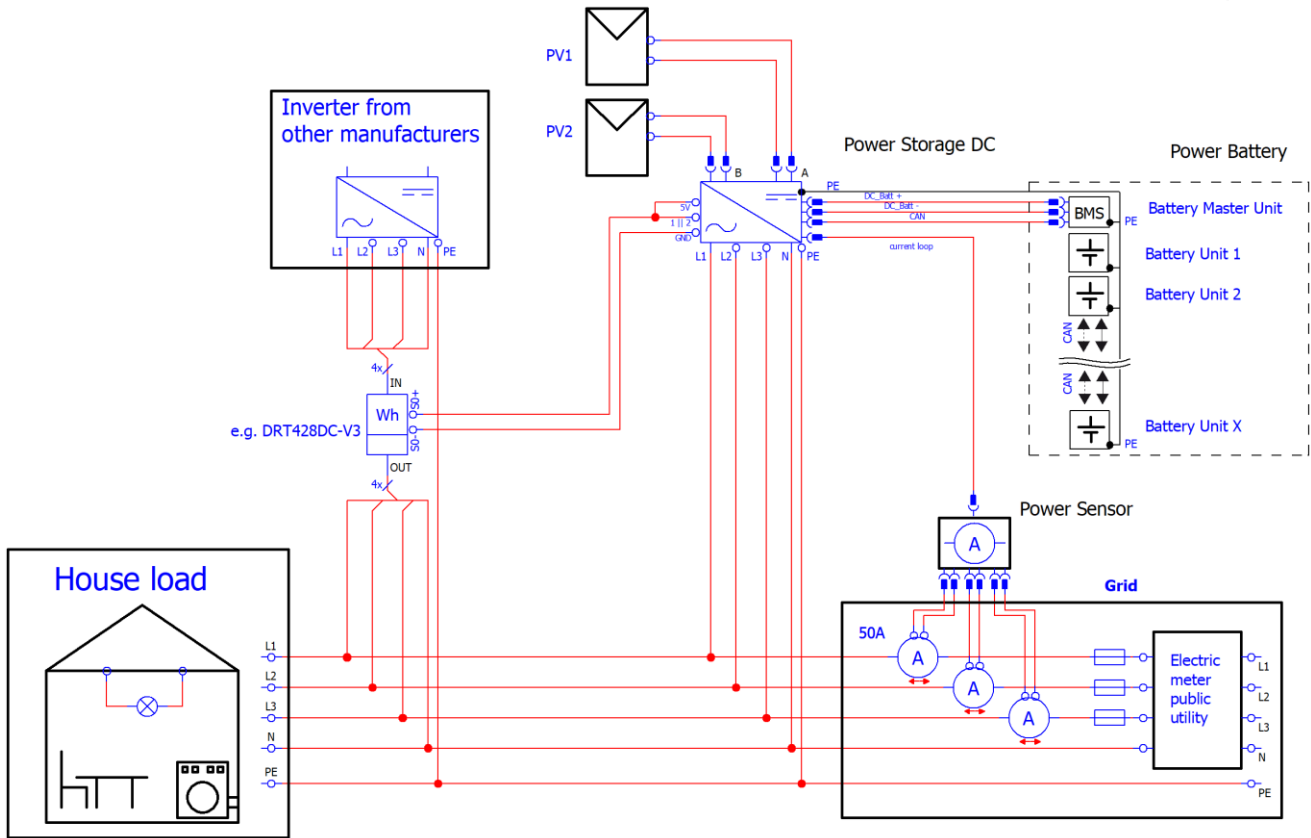 PV1
PV2
Inverter from
other manufacturers
L1 L2 L3 N PE
Power Storage DC
Power Battery
B A
PE
5V
1 || 2
GND
DC_Batt +
DC_Batt -
CAN
current loop
L1 L2 L3 N PE
BMS
PE
Battery Master Unit
Battery Unit 1
Battery Unit 2
CAN
CAN
Battery Unit X
PE
4x
IN
Wh
S0+
S0-
e.g. DRT428DC-V3
OUT
4x
Power Sensor
A
Grid
House load
50A
A
A
A
L1
L2
L3
N
PE
Electric
meter
public
utility
L1
L2
L3
N
PE